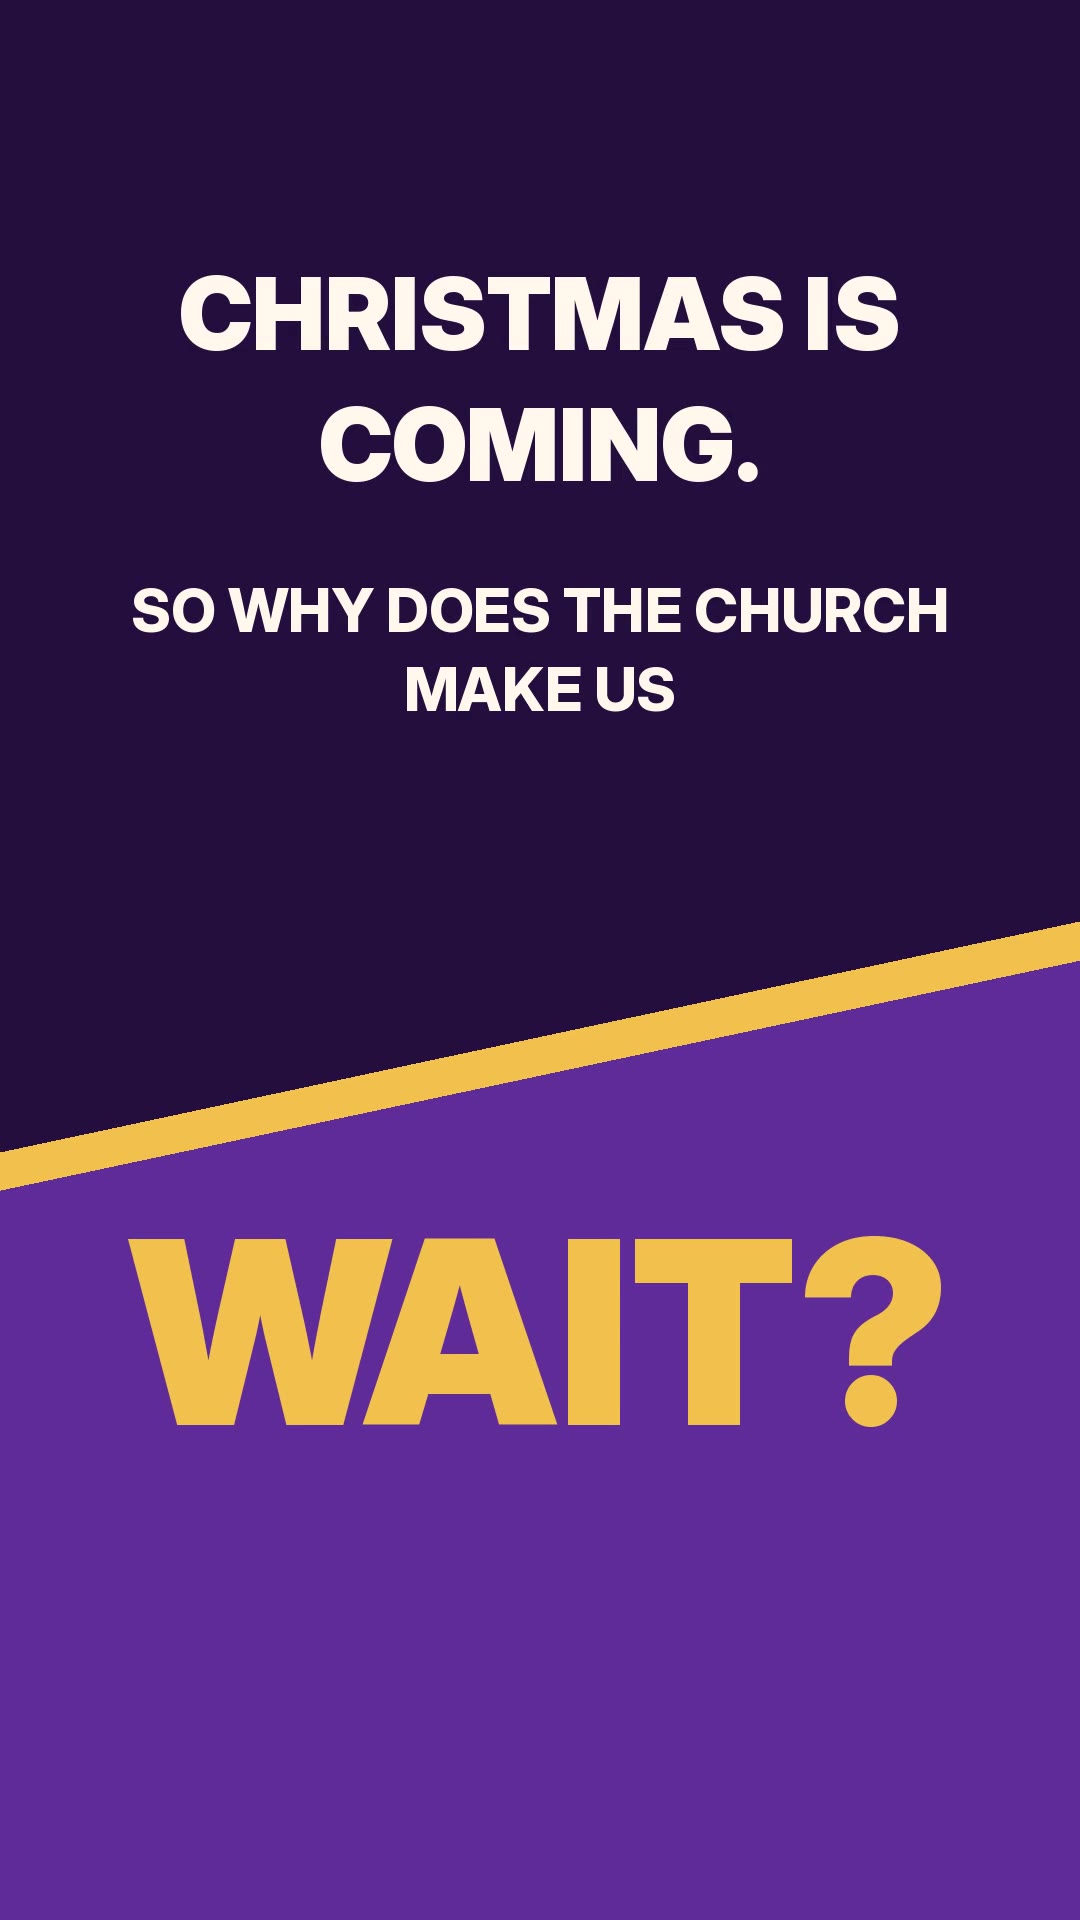 CHRISTMAS IS
COMING.
SO WHY DOES THE CHURCH
MAKE US
WAIT?